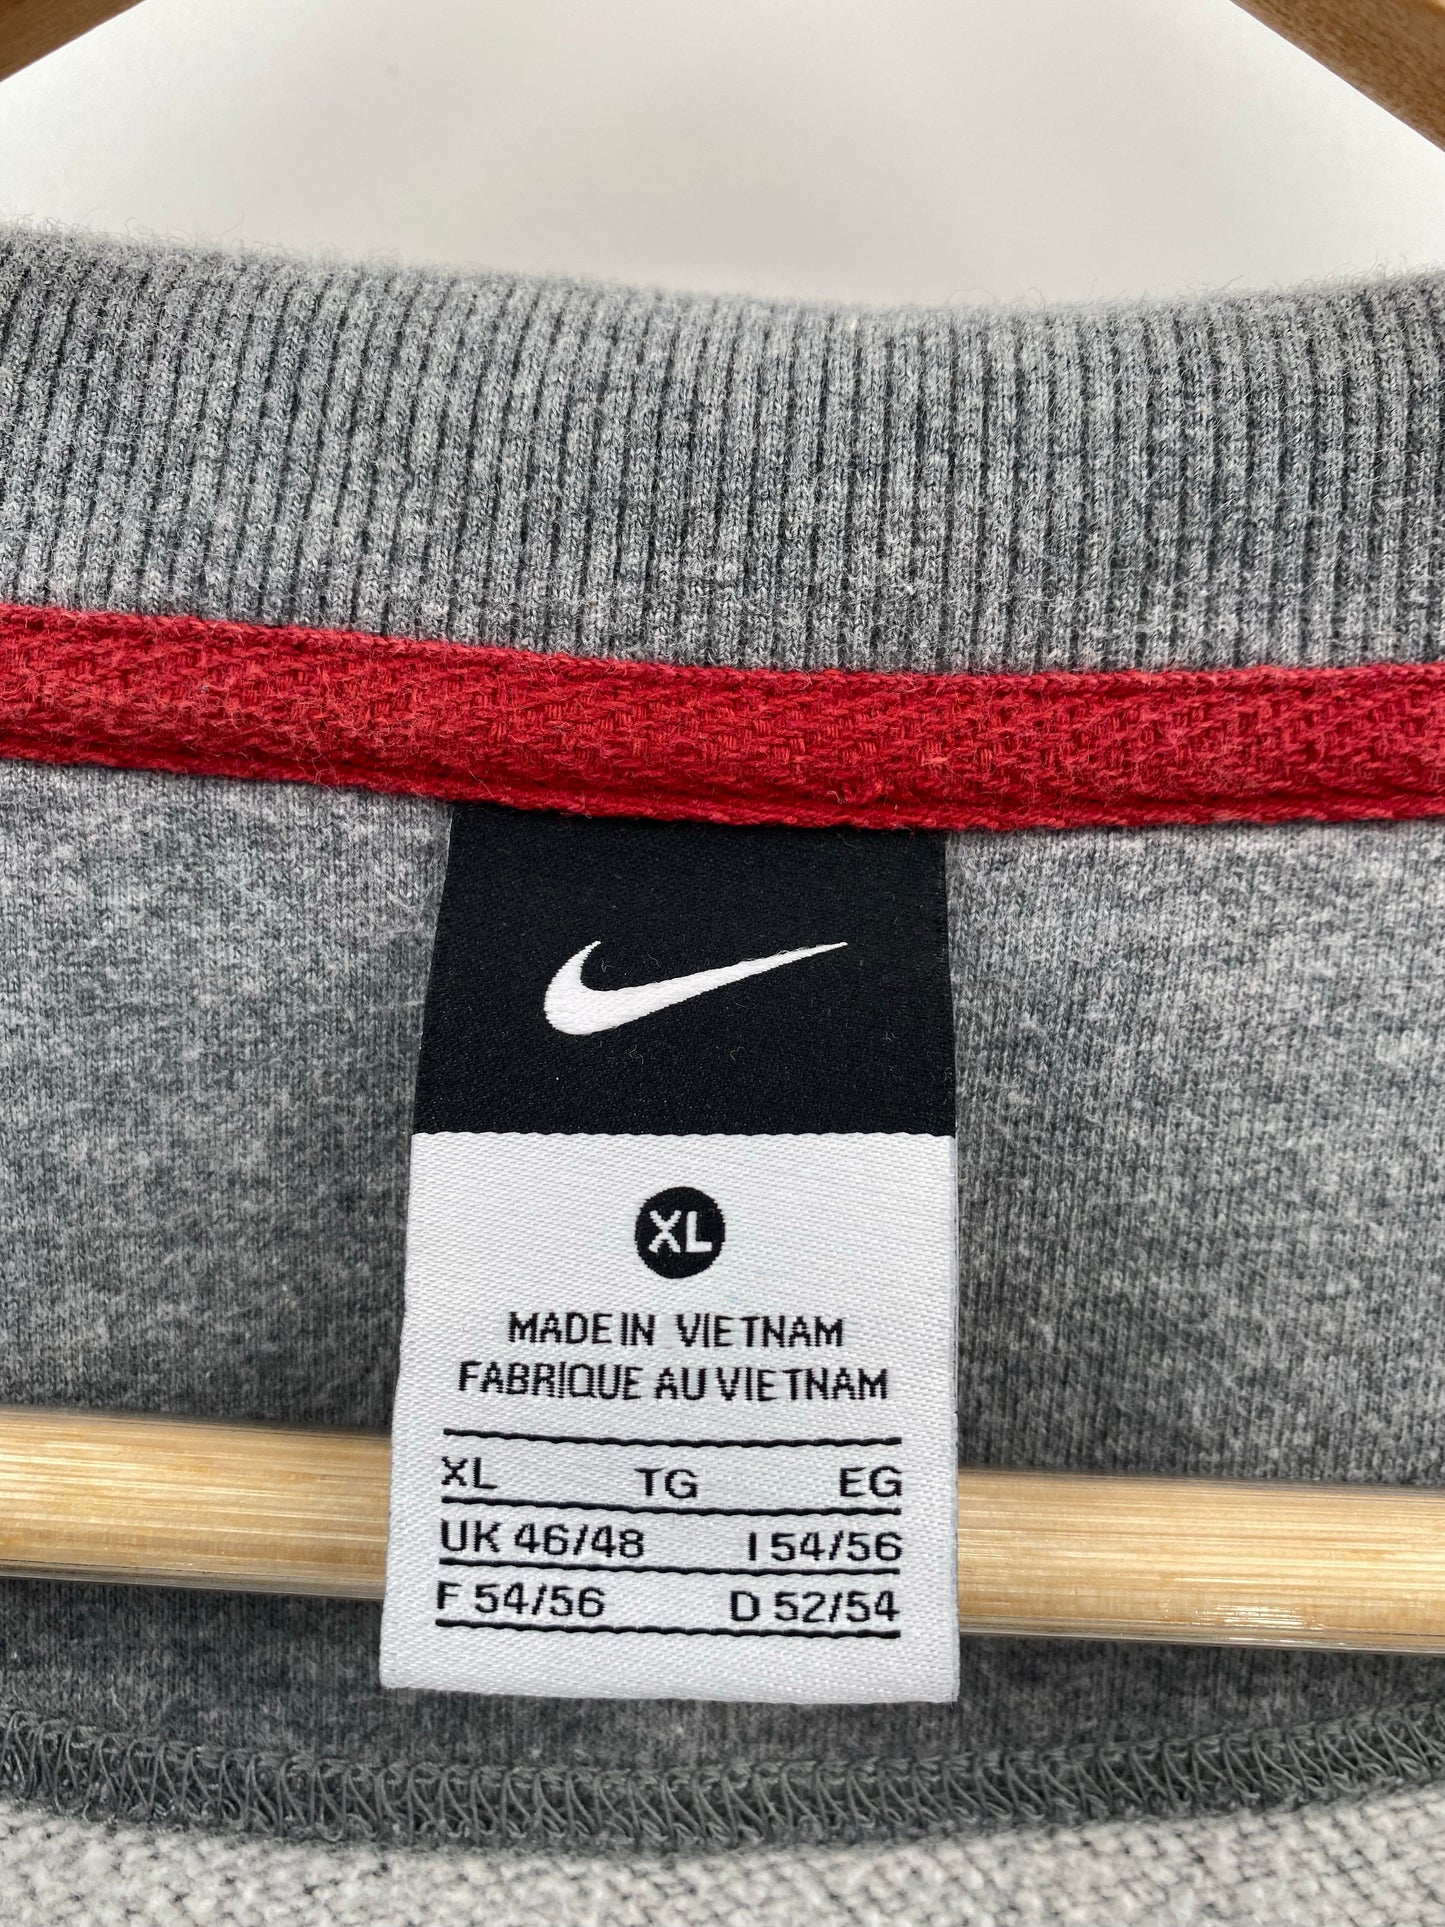 XL
MADE IN VIETNAM
FABRIQUE AU VIETNAM
XL TG EG
UK 46/48 I 54/56
F 54/56 D 52/54